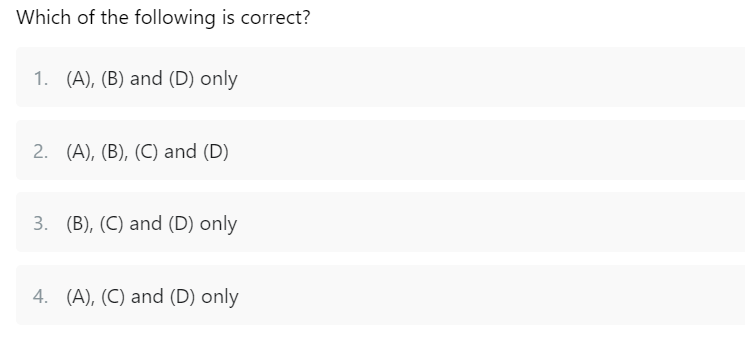 Which of the following is correct?
1. (A), (B) and (D) only
2. (A), (B), (C) and (D)
3. (B), (C) and (D) only
4. (A), (C) and (D) only